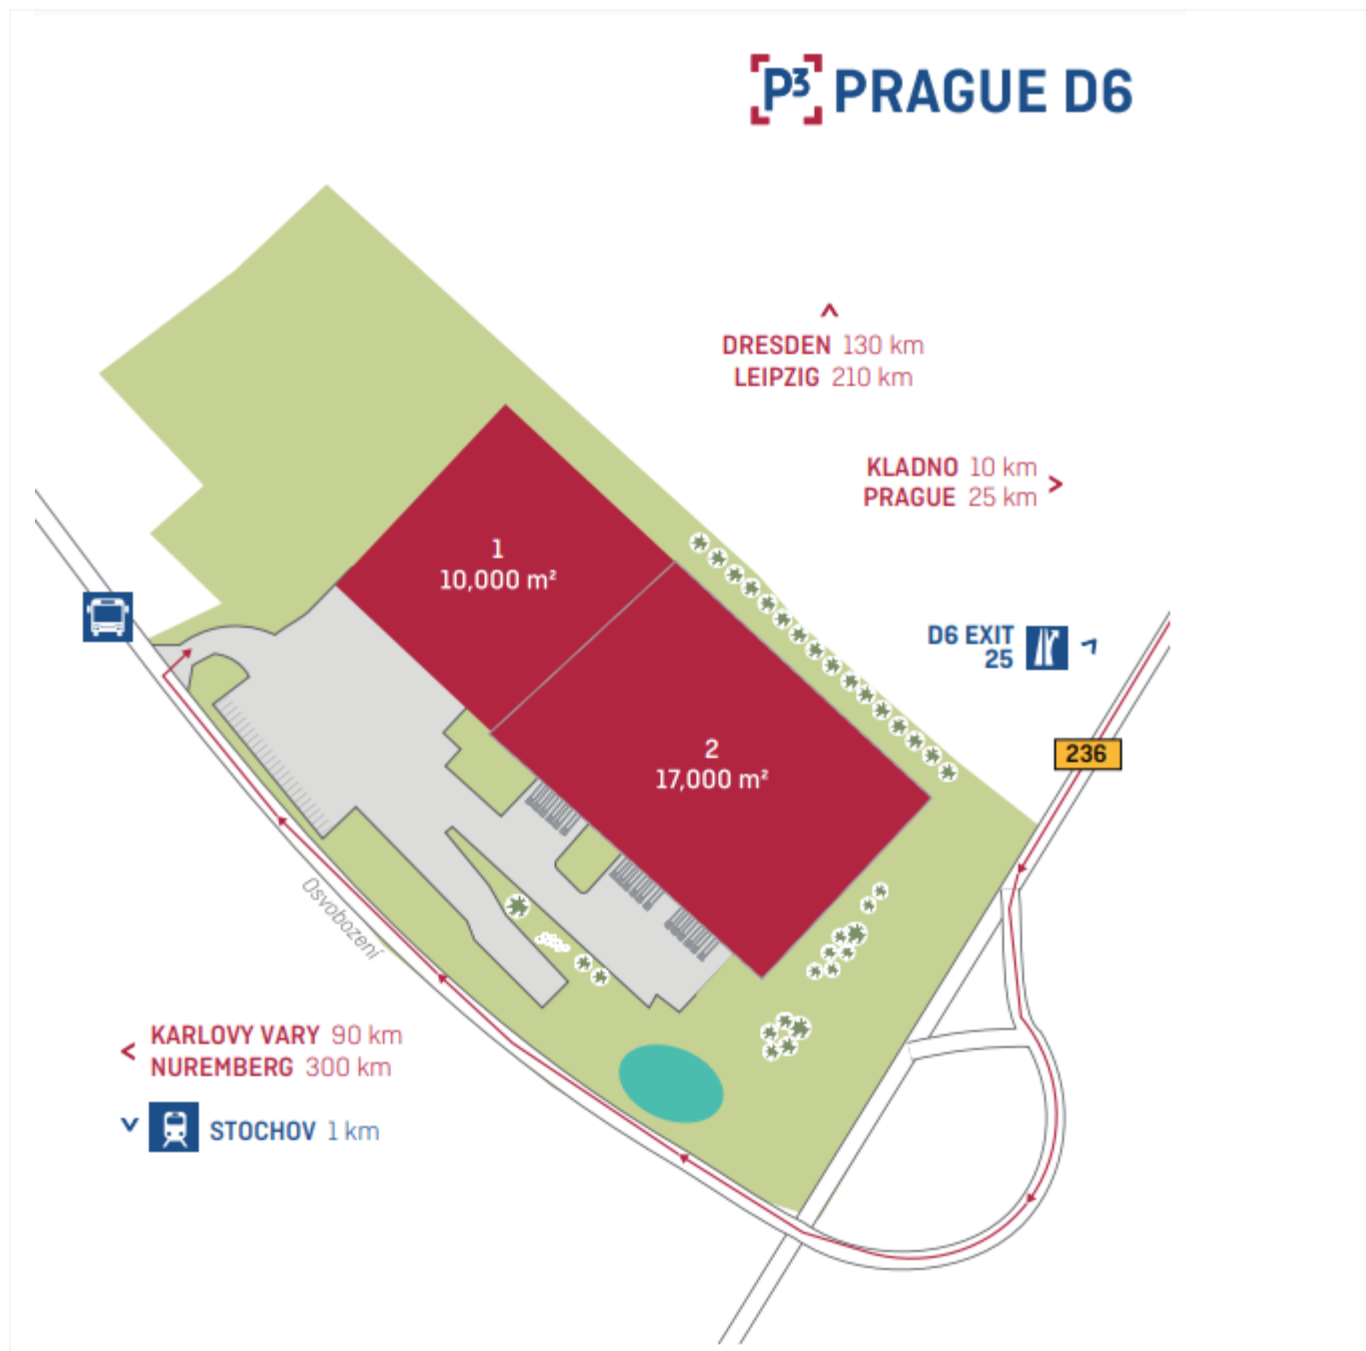 P³ PRAGUE D6
DRESDEN 130 km
LEIPZIG 210 km
KLADNO 10 km
PRAGUE 25 km
1
10,000 m²
D6 EXIT
25
236
2
17,000 m²
Osvobození
KARLOVY VARY 90 km
NUREMBERG 300 km
STOCHOV 1 km